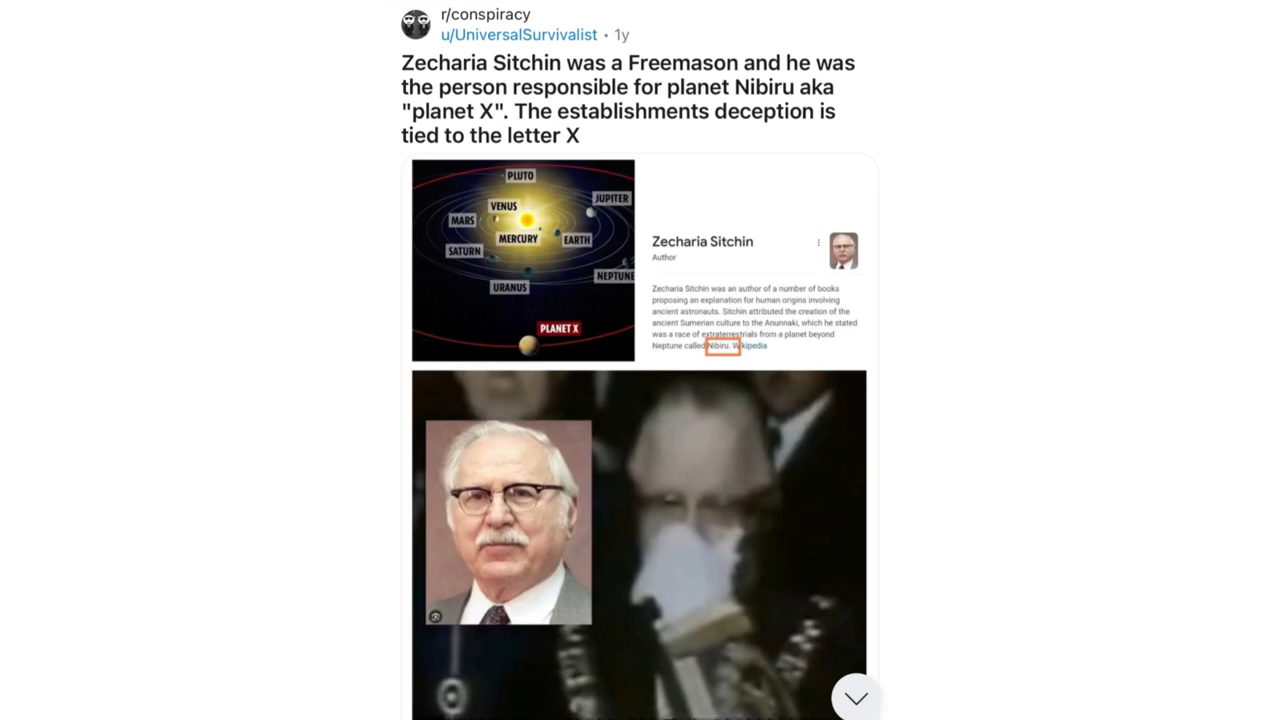 r/conspiracy
u/UniversalSurvivalist • 1y
Zecharia Sitchin was a Freemason and he was
the person responsible for planet Nibiru aka
"planet X". The establishments deception is
tied to the letter X
PLUTO
JUPITER
VENUS
MARS
MERCURY
EARTH
SATURN
NEPTUNE
URANUS
PLANET X
Zecharia Sitchin
Author
Zecharia Sitchin was an author of a number of books
proposing an explanation for human origins involving
ancient astronauts. Sitchin attributed the creation of the
ancient Sumerian culture to the Anunnaki, which he stated
was a race of extraterrestrials from a planet beyond
Neptune called Nibiru. Wikipedia